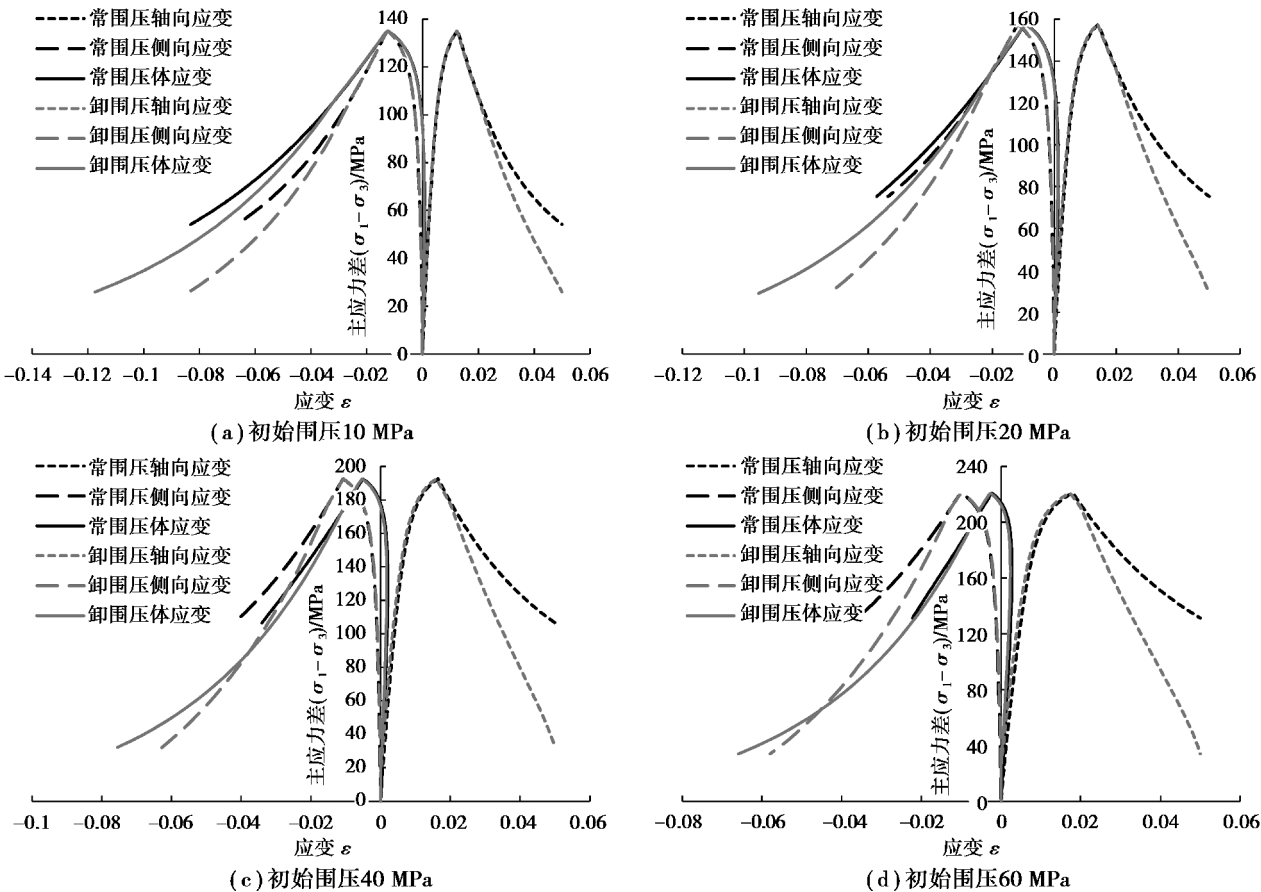 常围压轴向应变
常围压侧向应变
常围压体应变
卸围压轴向应变
卸围压侧向应变
卸围压体应变
140
120
100
80
60
40
20
0
主应力差(σ1−σ3)/MPa
−0.14 −0.12 −0.1 −0.08 −0.06 −0.04 −0.02 0 0.02 0.04 0.06
应变 ε
(a)初始围压10 MPa
常围压轴向应变
常围压侧向应变
常围压体应变
卸围压轴向应变
卸围压侧向应变
卸围压体应变
160
140
120
100
80
60
40
20
0
主应力差(σ1−σ3)/MPa
−0.12 −0.1 −0.08 −0.06 −0.04 −0.02 0 0.02 0.04 0.06
应变 ε
(b)初始围压20 MPa
常围压轴向应变
常围压侧向应变
常围压体应变
卸围压轴向应变
卸围压侧向应变
卸围压体应变
200
180
160
140
120
100
80
60
40
20
0
主应力差(σ1−σ3)/MPa
−0.1 −0.08 −0.06 −0.04 −0.02 0 0.02 0.04 0.06
应变 ε
(c)初始围压40 MPa
常围压轴向应变
常围压侧向应变
常围压体应变
卸围压轴向应变
卸围压侧向应变
卸围压体应变
240
200
160
120
80
40
0
主应力差(σ1−σ3)/MPa
−0.08 −0.06 −0.04 −0.02 0 0.02 0.04 0.06
应变 ε
(d)初始围压60 MPa